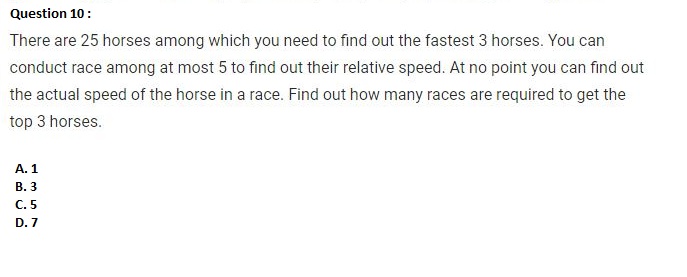 Question 10 :
There are 25 horses among which you need to find out the fastest 3 horses. You can
conduct race among at most 5 to find out their relative speed. At no point you can find out
the actual speed of the horse in a race. Find out how many races are required to get the
top 3 horses.
A. 1
B. 3
C. 5
D. 7